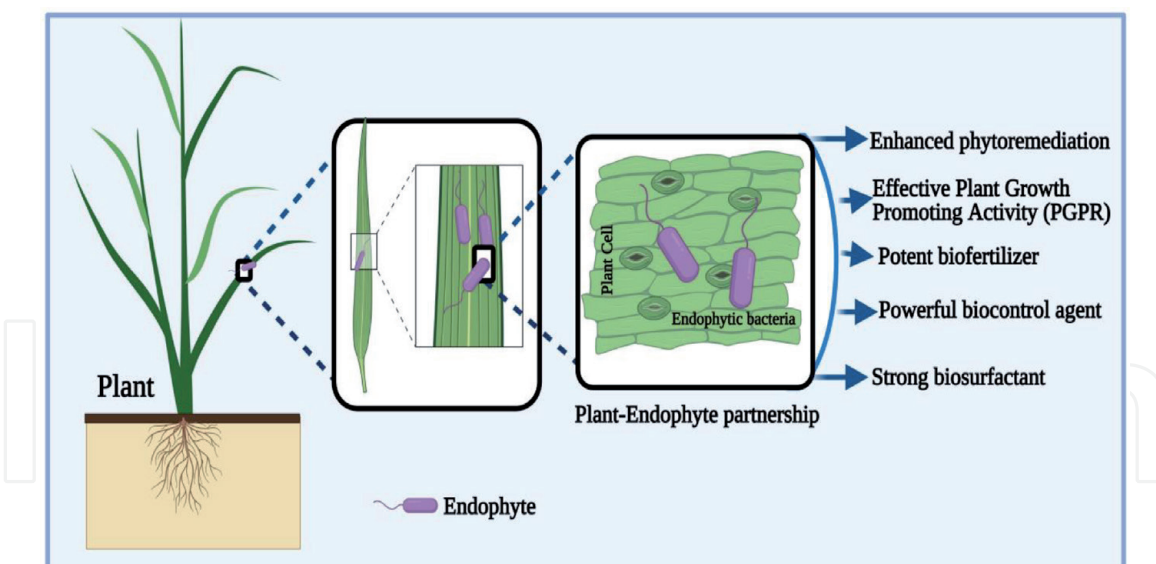 Enhanced phytoremediation
Effective Plant Growth
Promoting Activity (PGPR)
Potent biofertilizer
Plant Cell
Powerful biocontrol agent
Endophytic bacteria
Strong biosurfactant
Plant
Plant-Endophyte partnership
Endophyte